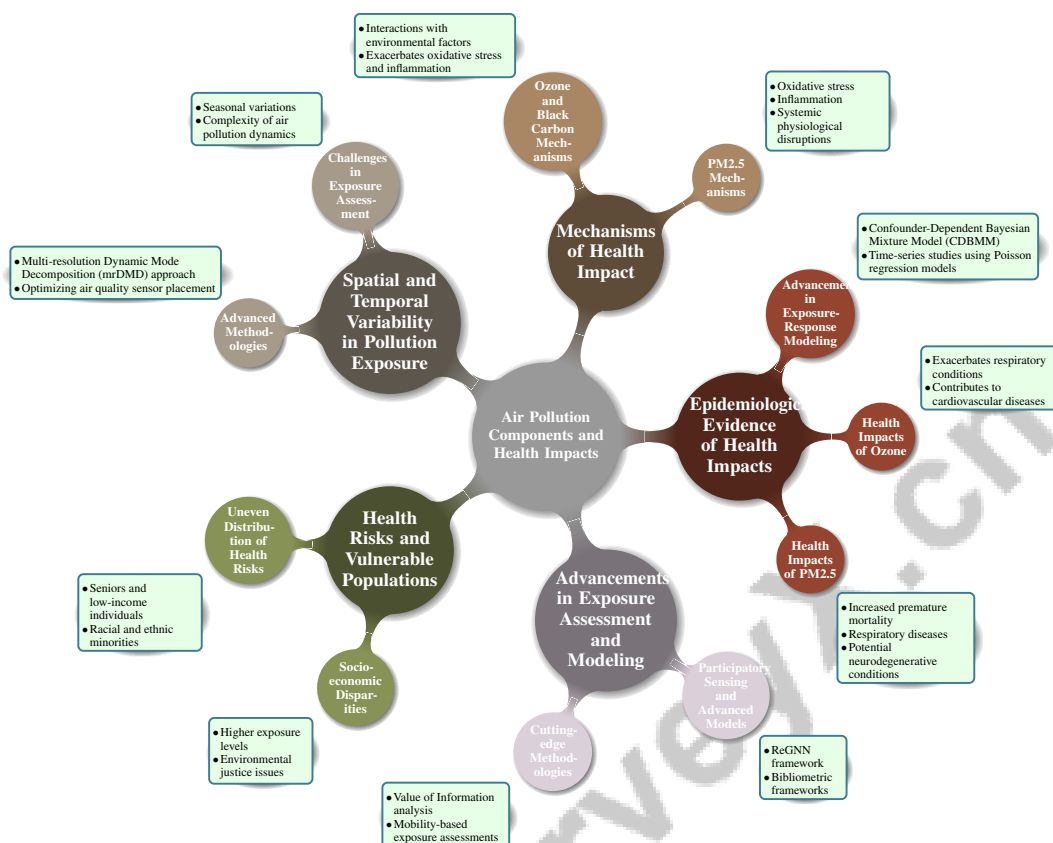 • Interactions with
environmental factors
• Exacerbates oxidative stress
and inflammation
Ozone
and
Black
Carbon
Mech-
anisms
• Oxidative stress
• Inflammation
• Systemic
physiological
disruptions
PM2.5
Mech-
anisms
Mechanisms
of Health
Impact
• Seasonal variations
• Complexity of air
pollution dynamics
Challenges
in
Exposure
Assess-
ment
• Multi-resolution Dynamic Mode
Decomposition (mrDMD) approach
• Optimizing air quality sensor placement
Advanced
Method-
ologies
Spatial and
Temporal
Variability
in Pollution
Exposure
• Confounder-Dependent Bayesian
Mixture Model (CDBMM)
• Time-series studies using Poisson
regression models
Advancemen
in
Exposure-
Response
Modeling
• Exacerbates respiratory
conditions
• Contributes to
cardiovascular diseases
Health
Impacts
of Ozone
Epidemiologic
Evidence
of Health
Impacts
Air Pollution
Components and
Health Impacts
Health
Impacts
of PM2.5
• Increased premature
mortality
• Respiratory diseases
• Potential
neurodegenerative
conditions
Uneven
Distribu-
tion of
Health
Risks
Health
Risks and
Vulnerable
Populations
• Seniors and
low-income
individuals
• Racial and ethnic
minorities
Socio-
economic
Dispar-
ities
• Higher exposure
levels
• Environmental
justice issues
Advancements
in Exposure
Assessment
and
Modeling
Participatory
Sensing
and
Advanced
Models
• ReGNN
framework
• Bibliometric
frameworks
Cutting-
edge
Method-
ologies
• Value of Information
analysis
• Mobility-based
exposure assessments